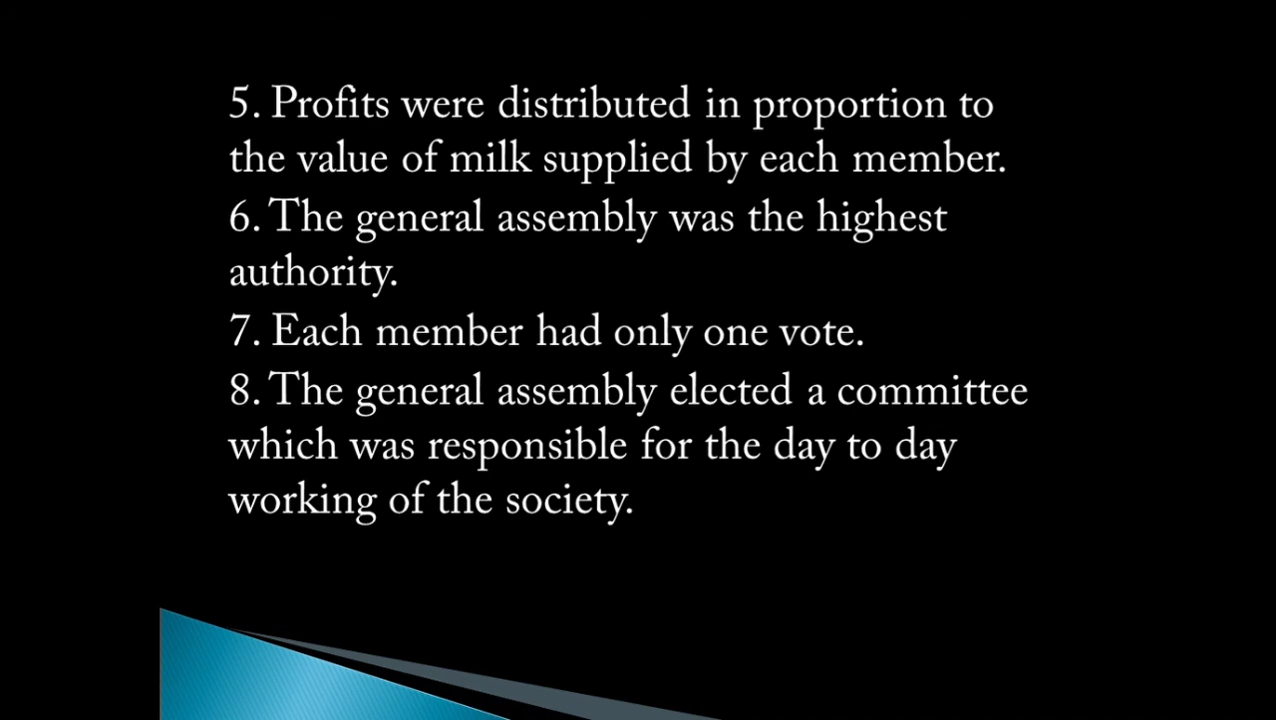 5. Profits were distributed in proportion to
the value of milk supplied by each member.
6. The general assembly was the highest
authority.
7. Each member had only one vote.
8. The general assembly elected a committee
which was responsible for the day to day
working of the society.